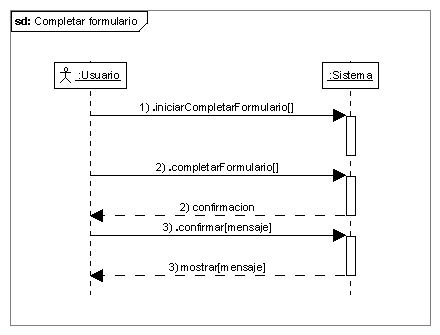 sd: Completar formulario
:Usuario
:Sistema
1) .iniciarCompletarFormulario[]
2) .completarFormulario[]
2) confirmacion
3) .confirmar[mensaje]
3) mostrar[mensaje]